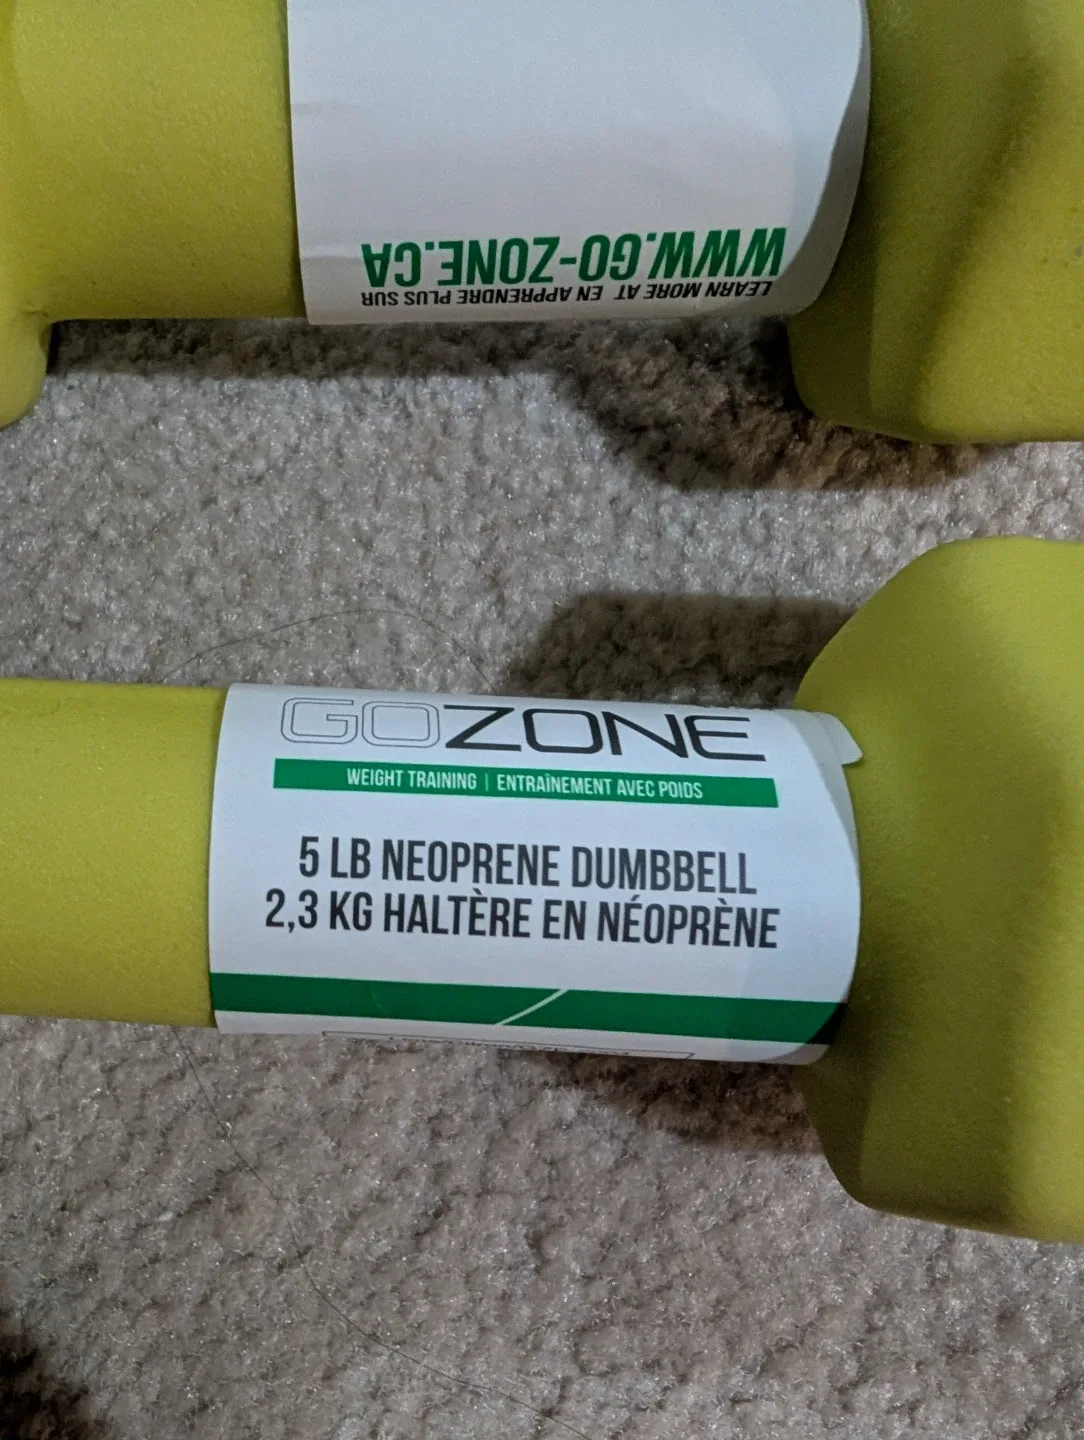 WWW.GO-ZONE.CA
LEARN MORE AT EN APPRENDRE PLUS SUR
GOZONE
WEIGHT TRAINING | ENTRAÎNEMENT AVEC POIDS
5 LB NEOPRENE DUMBBELL
2,3 KG HALTÈRE EN NÉOPRÈNE